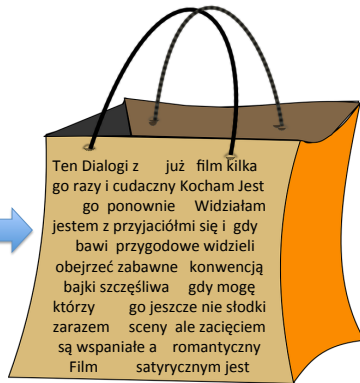 Ten Dialogi z już film kilka
go razy i cudaczny Kocham Jest
go ponownie Widziałam
jestem z przyjaciółmi się i gdy
bawi przygodowe widzieli
obejrzeć zabawne konwencją
bajki szczęśliwa gdy mogę
którzy go jeszcze nie słodki
zarazem sceny ale zacięciem
są wspaniałe a romantyczny
Film satyrycznym jest